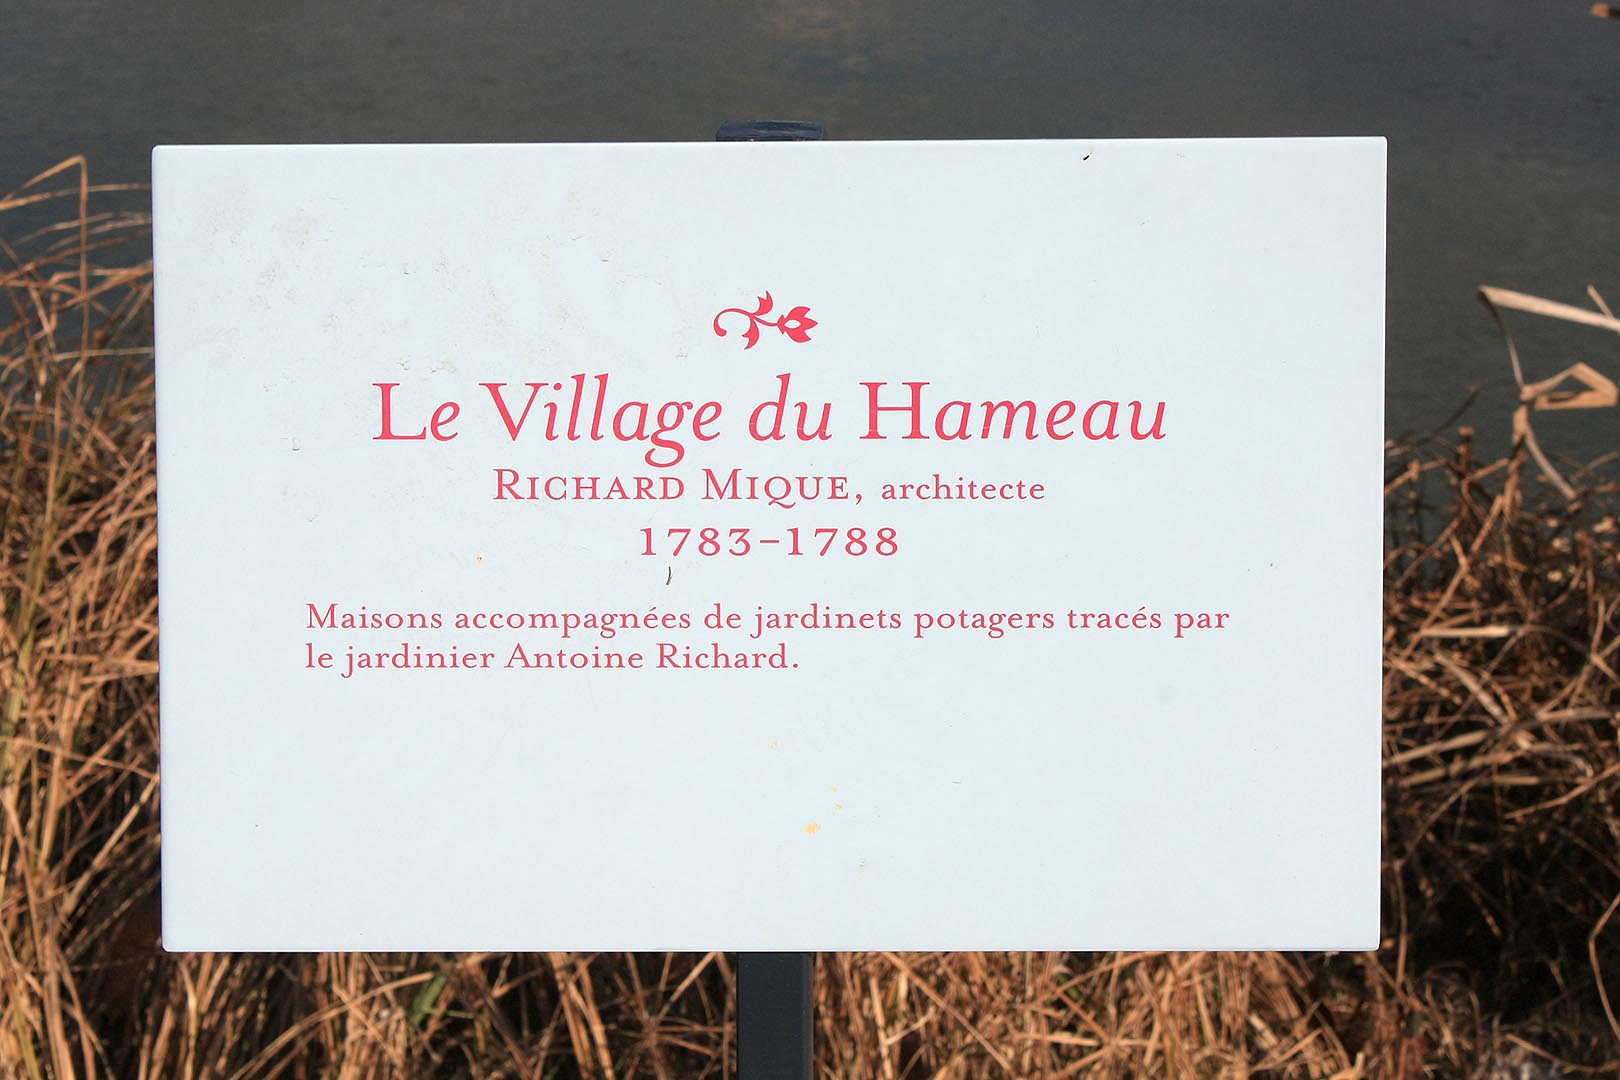 Le Village du Hameau
RICHARD MIQUE, architecte
1783–1788
Maisons accompagnées de jardinets potagers tracés par
le jardinier Antoine Richard.